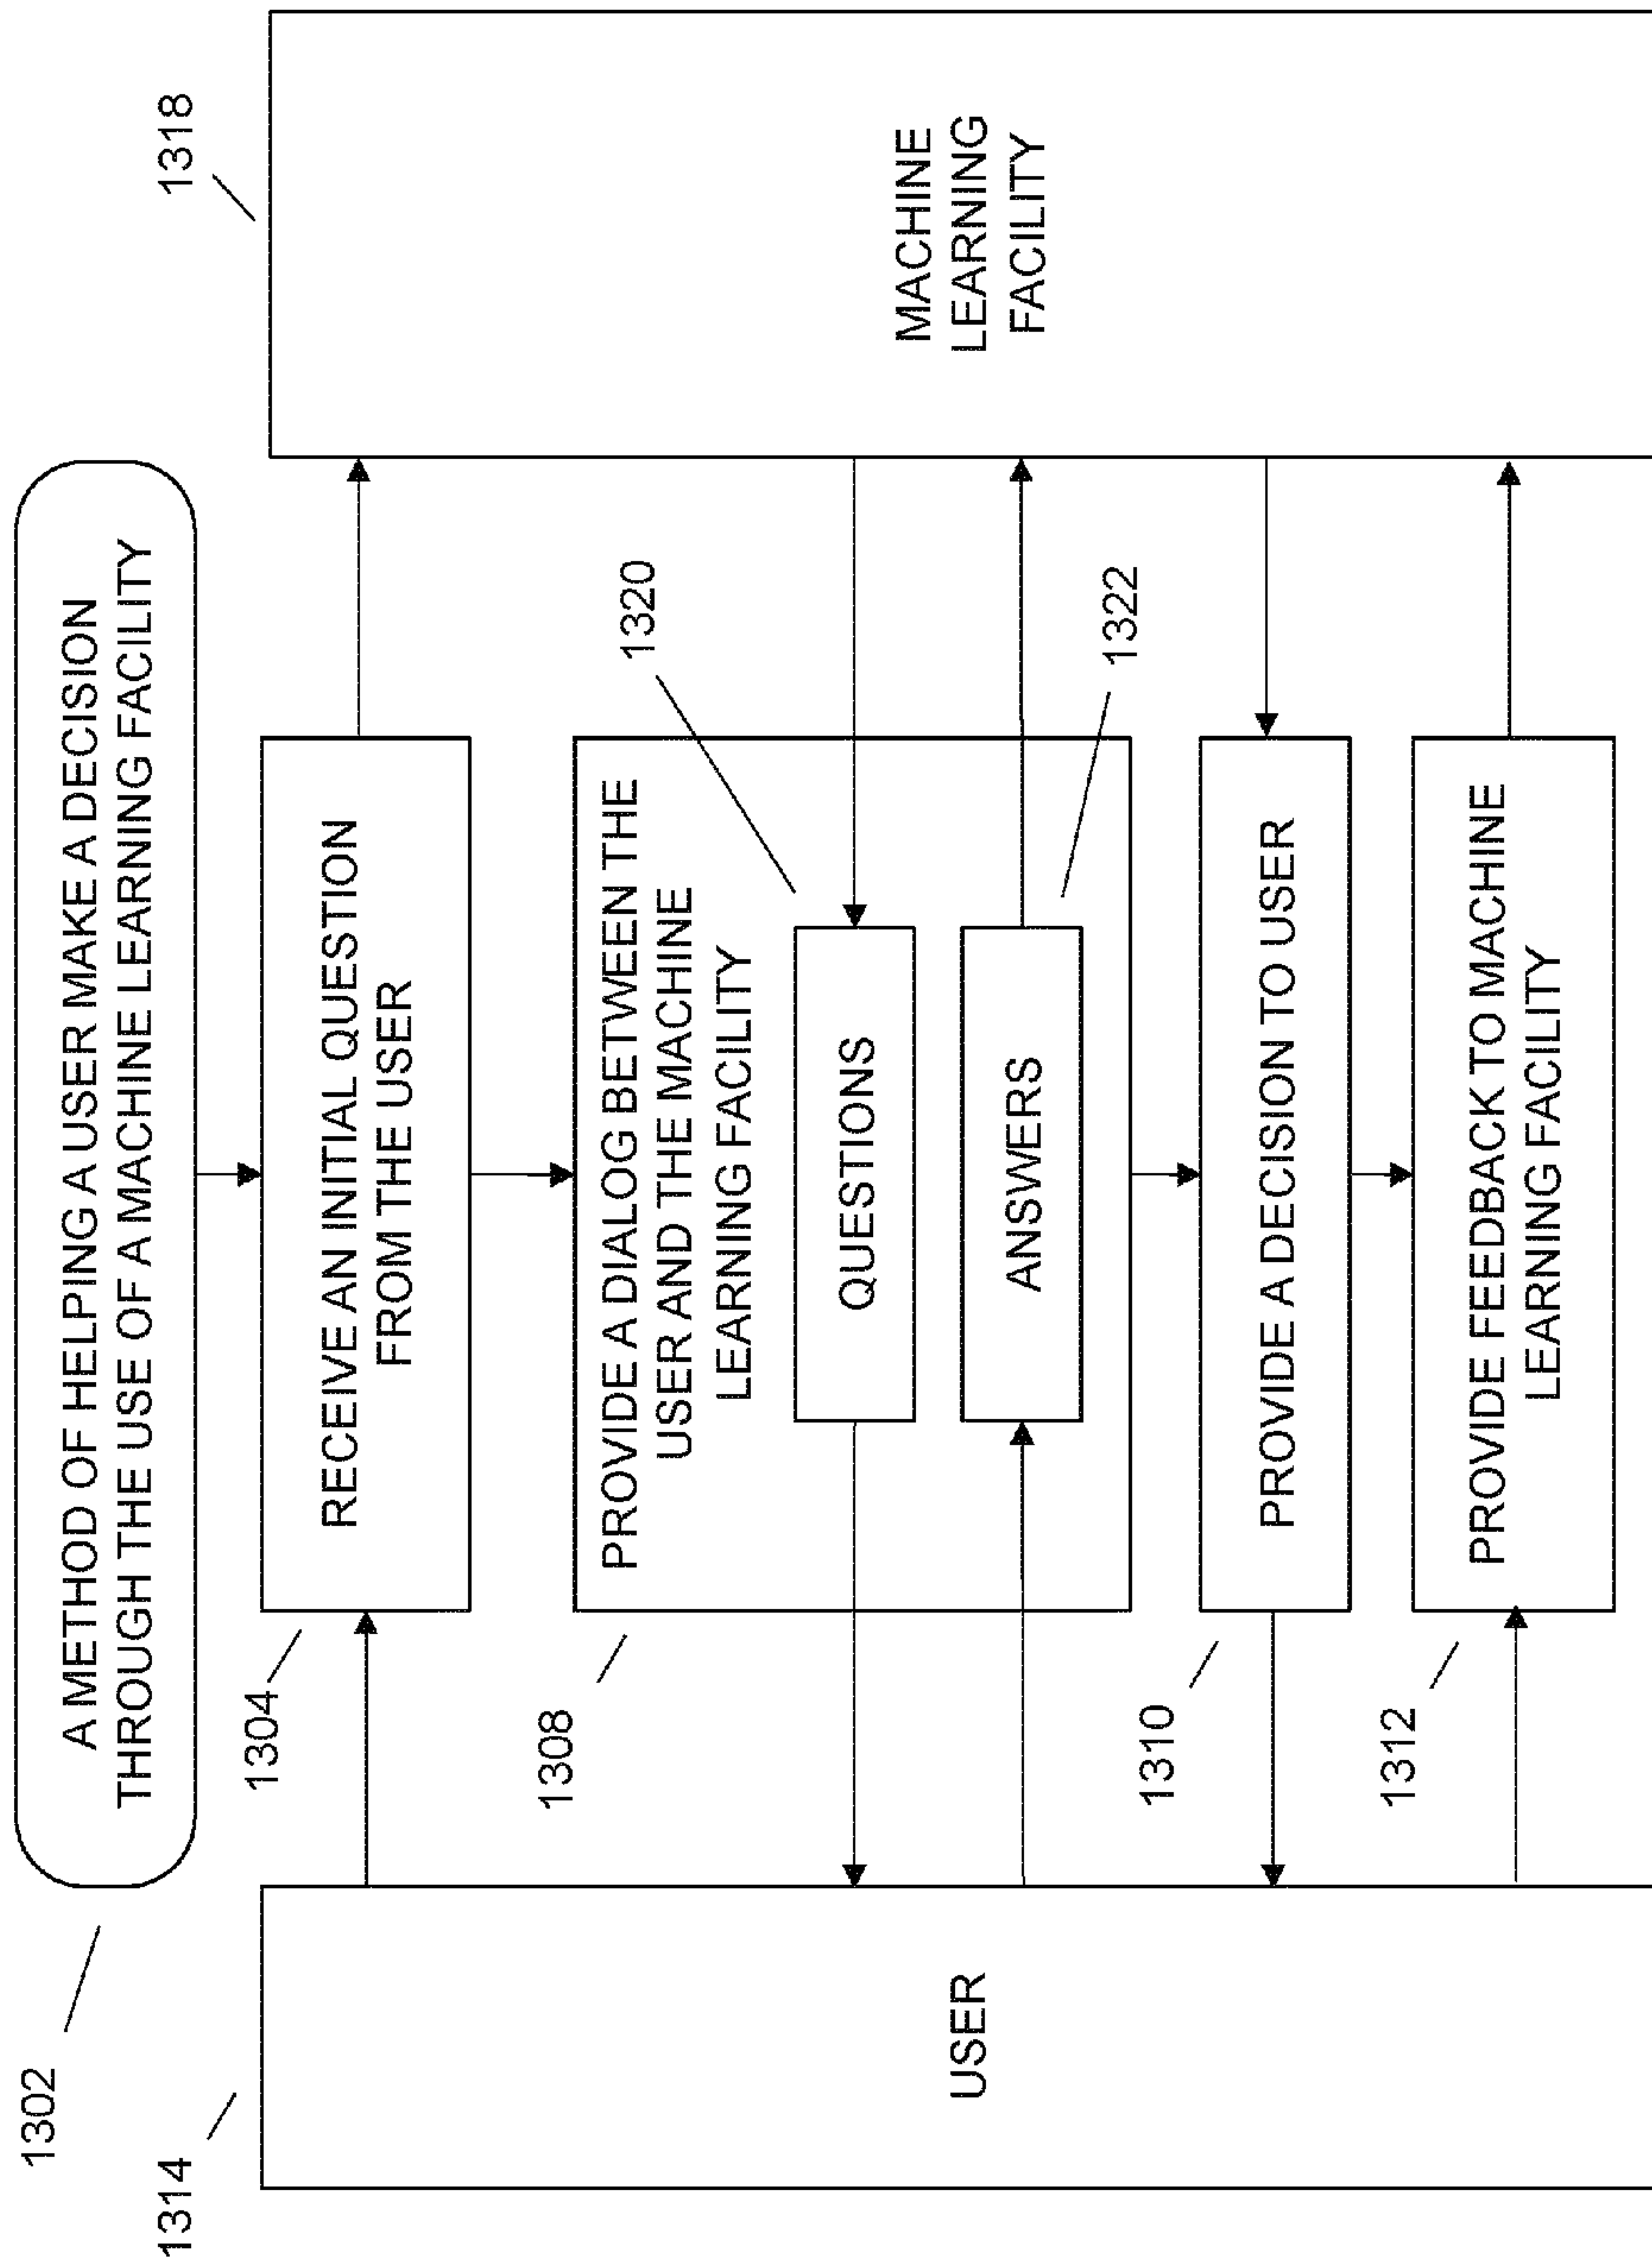 1302
A METHOD OF HELPING A USER MAKE A DECISION
THROUGH THE USE OF A MACHINE LEARNING FACILITY
1314
USER
1304
RECEIVE AN INITIAL QUESTION
FROM THE USER
1308
PROVIDE A DIALOG BETWEEN THE
USER AND THE MACHINE
LEARNING FACILITY
1320
QUESTIONS
ANSWERS
1322
1310
PROVIDE A DECISION TO USER
1312
PROVIDE FEEDBACK TO MACHINE
LEARNING FACILITY
1318
MACHINE
LEARNING
FACILITY